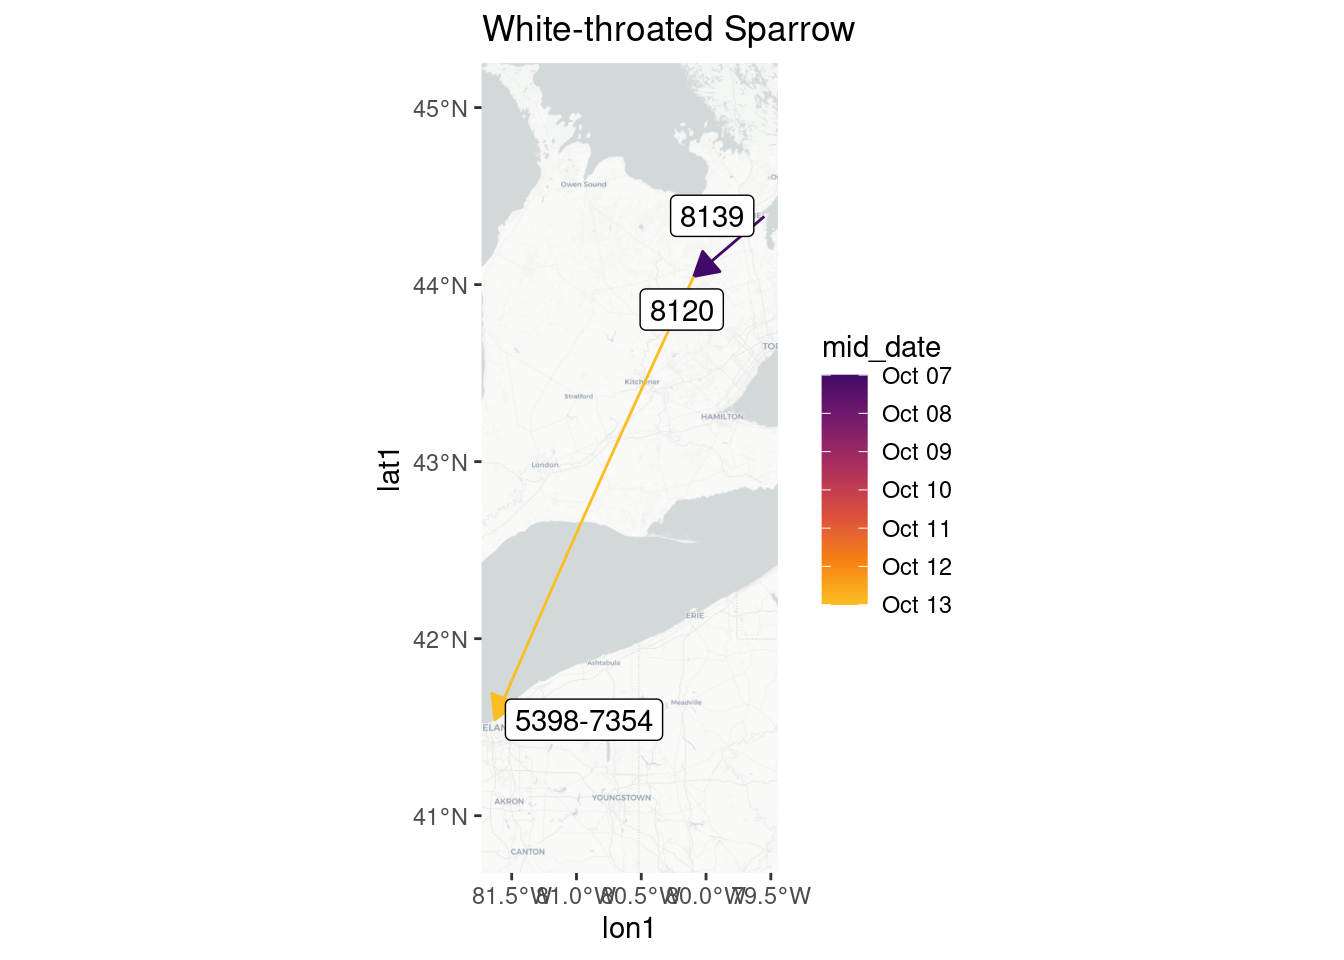 White-throated Sparrow
45°N
44°N
43°N
42°N
41°N
lat1
Owen Sound
8139
8120
TOR
Kitchener
Stratford
HAMILTON
London
ERIE
Ashtabula
Meadville
5398-7354
ELAN
AKRON
YOUNGSTOWN
CANTON
81.5°W 81.0°W 80.5°W 80.0°W 79.5°W
lon1
mid_date
Oct 07
Oct 08
Oct 09
Oct 10
Oct 11
Oct 12
Oct 13